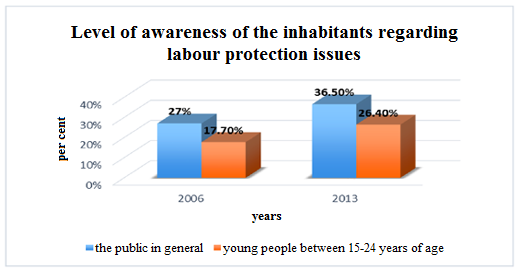 Level of awareness of the inhabitants regarding
labour protection issues
36.50%
27%
26.40%
17.70%
40%
30%
20%
10%
0%
per cent
2006
2013
years
the public in general
young people between 15-24 years of age